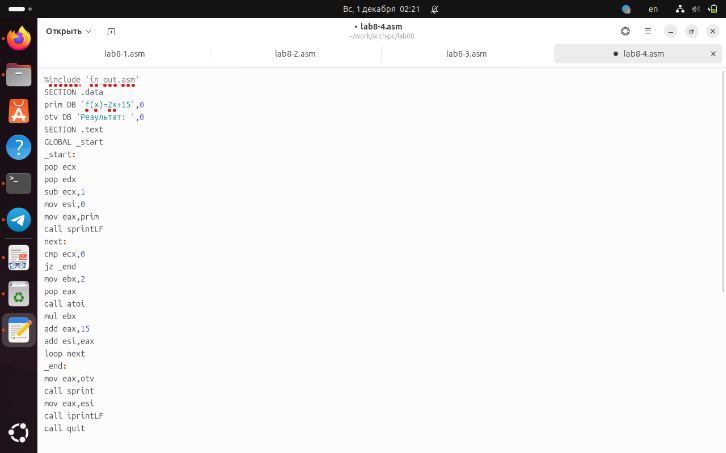 Вс, 1 декабря 02:21
en
Открыть
• lab8-4.asm
~/work/arch-pc/lab08
lab8-1.asm
lab8-2.asm
lab8-3.asm
● lab8-4.asm
%include 'in_out.asm'
SECTION .data
prim DB 'f(x)=2x+15',0
otv DB 'Результат: ',0
SECTION .text
GLOBAL _start
_start:
pop ecx
pop edx
sub ecx,1
mov esi,0
mov eax,prim
call sprintLF
next:
cmp ecx,0
jz _end
mov ebx,2
pop eax
call atoi
mul ebx
add eax,15
add esi,eax
loop next
_end:
mov eax,otv
call sprint
mov eax,esi
call iprintLF
call quit